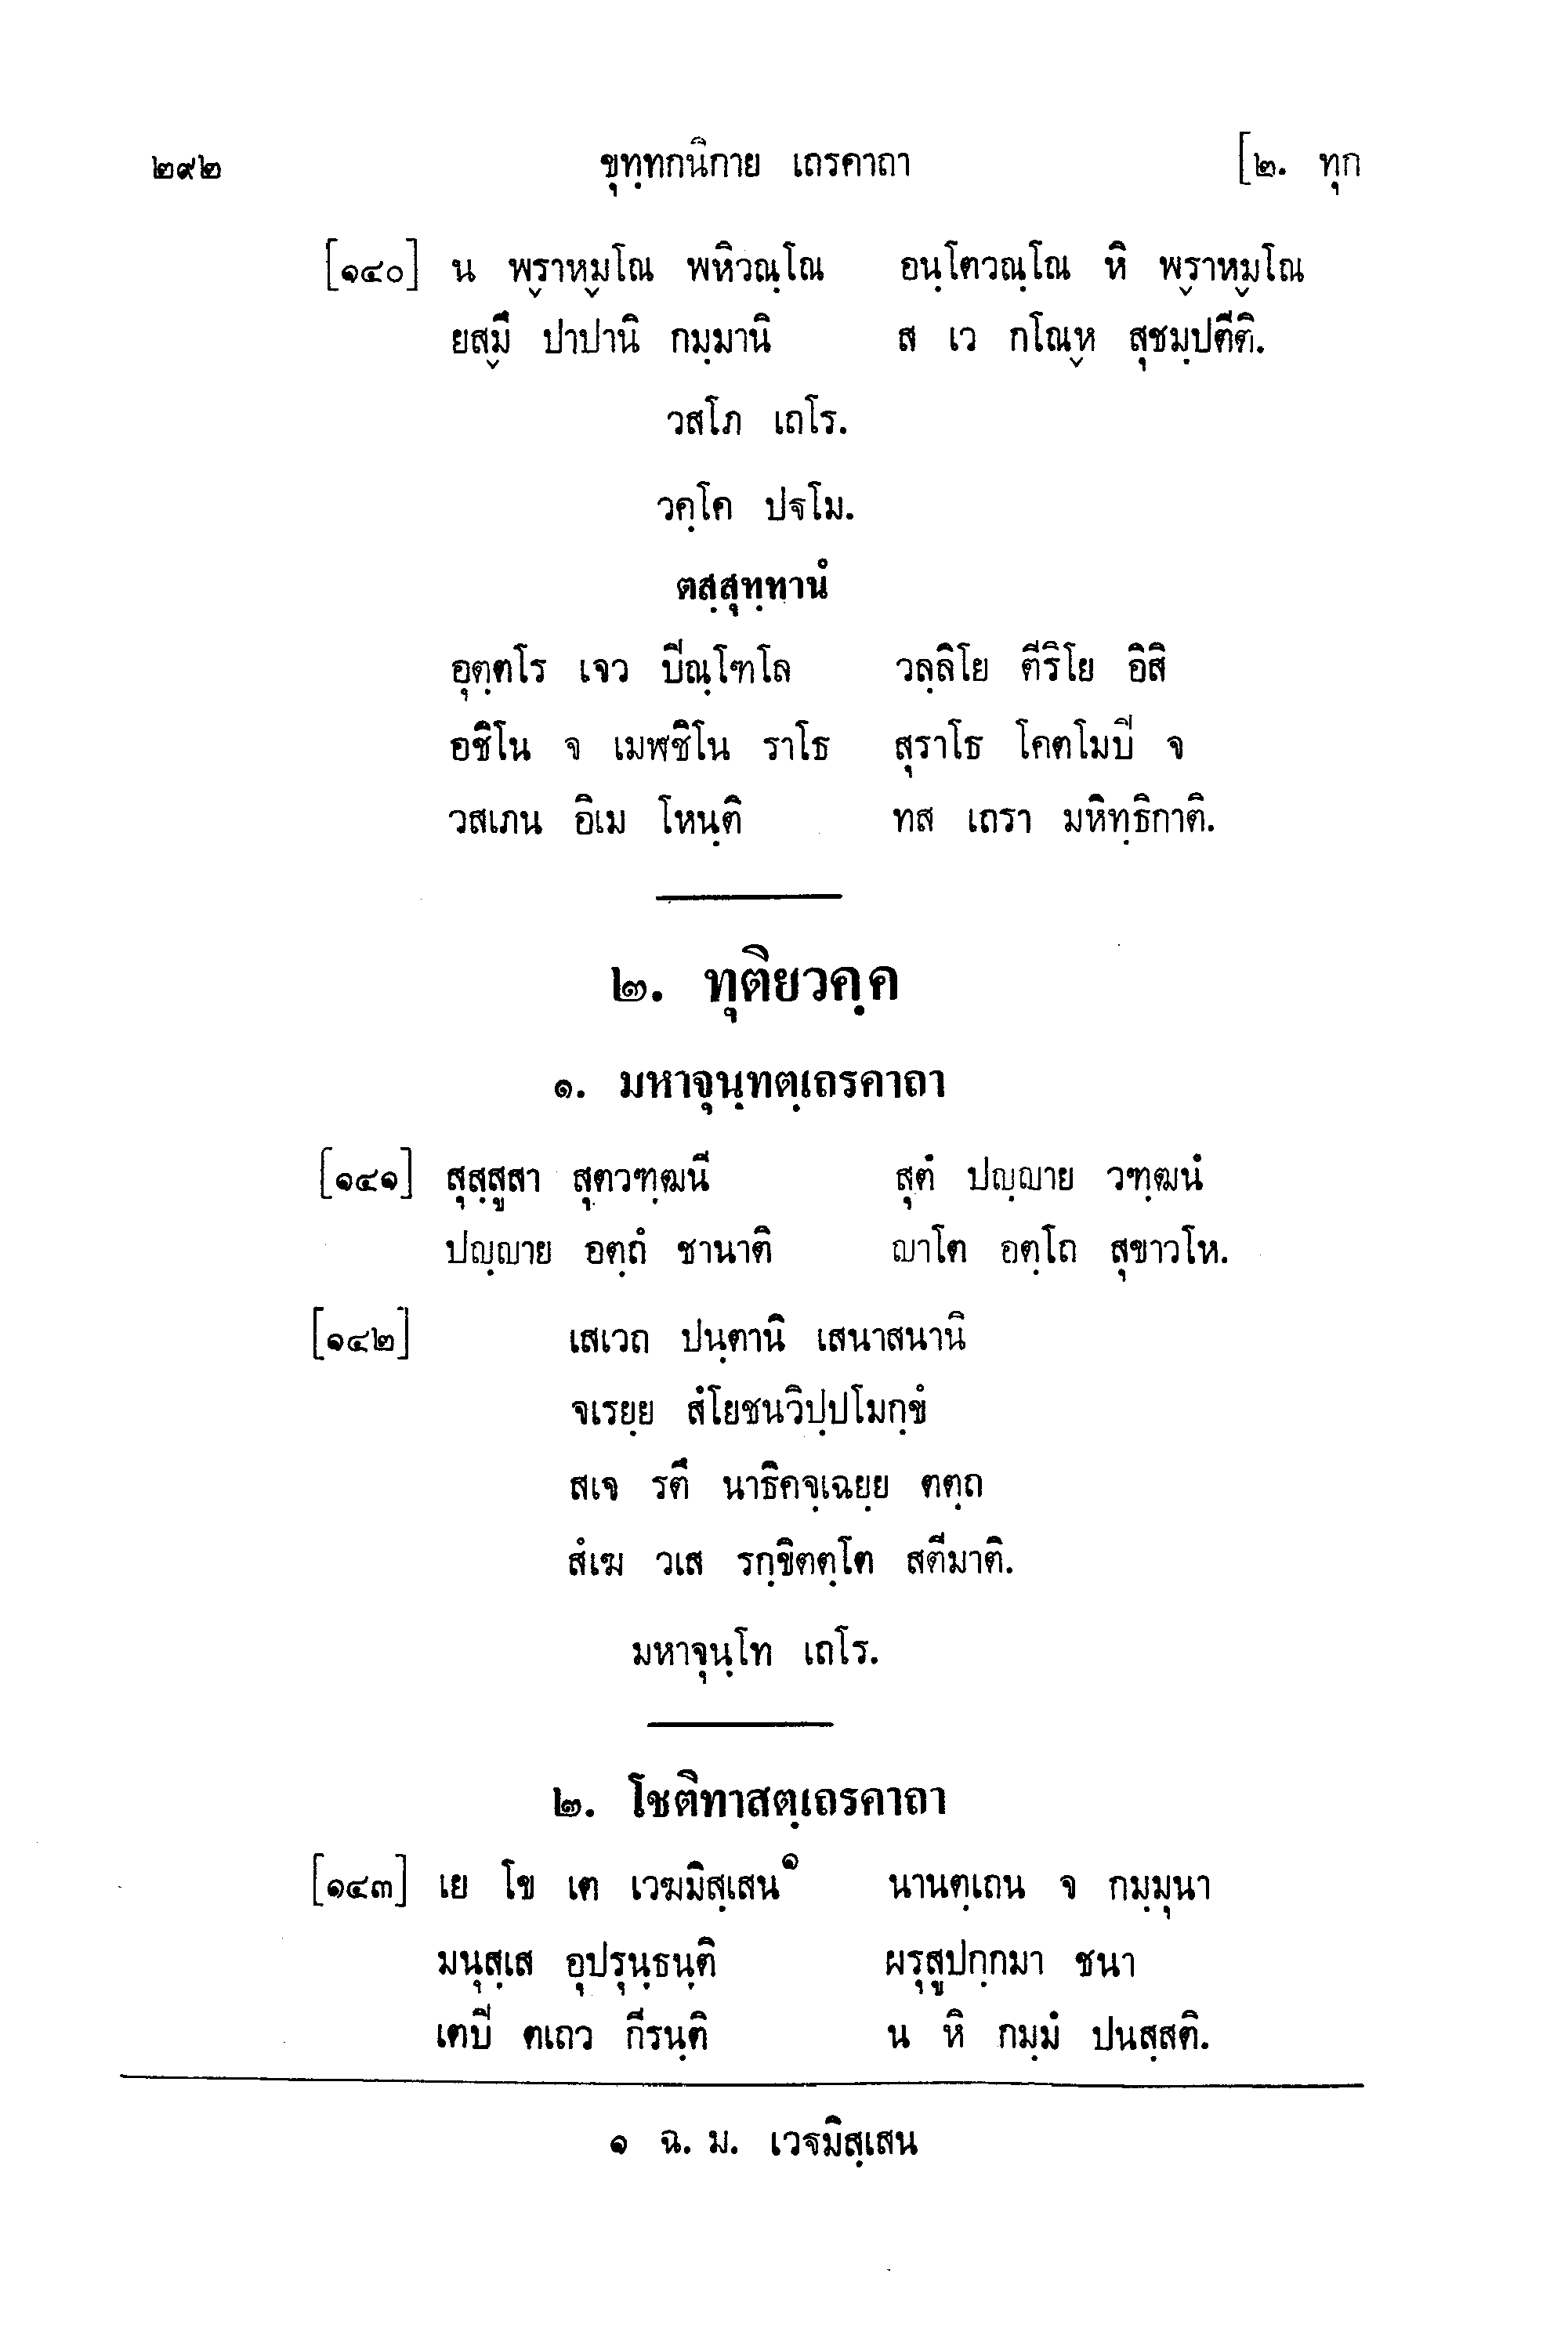 ๒๙๒ ขุทฺทกนิกาย เถรคาถา [๒. ทุก
[๑๔๐] น พฺราหฺมโณ พหิวณฺโณ อนฺโตวณฺโณ หิ พฺราหฺมโณ
ยสฺมึ ปาปานิ กมฺมานิ ส เว กโณฺห สุชมฺปตีติ.
วสโภ เถโร.
วคฺโค ปฐโม.
ตสฺสุทฺทานํ
อุตฺตโร เจว ปิณฺโฑโล วลฺลิโย ตีริโย อิสิ
อชิโน จ เมฬชิโน ราโธ สุราโธ โคตโมปิ จ
วสเภน อิเม โหนฺติ ทส เถรา มหิทฺธิกาติ.
๒. ทุติยวคฺค
๑. มหาจุนฺทตฺเถรคาถา
[๑๔๑] สุสฺสูสา สุตวฑฺฒนี สุตํ ปญฺญาย วฑฺฒนํ
ปญฺญาย อตฺถํ ชานาติ ญาโต อตฺโถ สุขาวโห.
[๑๔๒] เสเวถ ปนฺตานิ เสนาสนานิ
จเรยฺย สํโยชนวิปฺปโมกฺขํ
สเจ รตึ นาธิคจฺเฉยฺย ตตฺถ
สํเฆ วเส รกฺขิตตฺโต สตีมาติ.
มหาจุนฺโท เถโร.
๒. โชติทาสตฺเถรคาถา
[๑๔๓] เย โข เต เวฆมิสฺเสน๑ นานตฺเถน จ กมฺมุนา
มนุสฺเส อุปรุนฺธนฺติ ผรุสูปกฺกมา ชนา
เตปิ ตเถว กีรนฺติ น หิ กมฺมํ ปนสฺสติ.
๑ ฉ. ม. เวฐมิสฺเสน